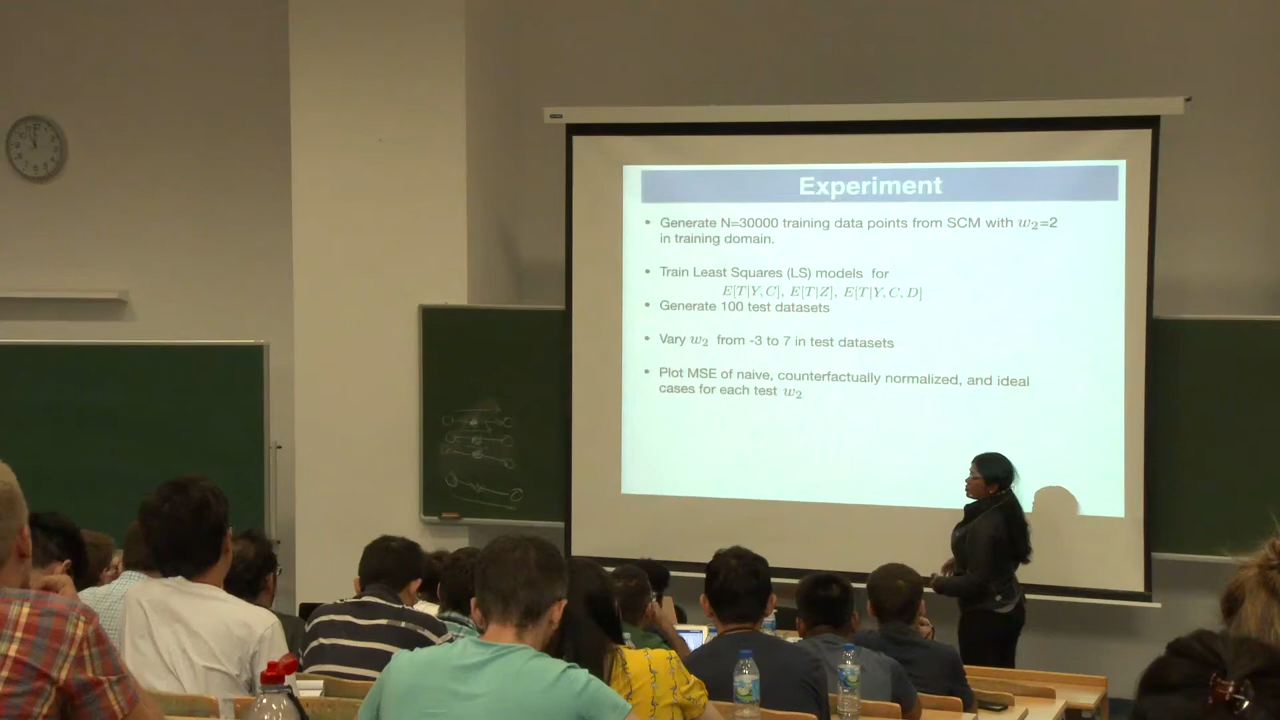 Experiment
• Generate N=30000 training data points from SCM with w₂=2
in training domain.
• Train Least Squares (LS) models for
E[T|Y,C], E[T|Z], E[T|Y,C,D]
• Generate 100 test datasets
• Vary w₂ from -3 to 7 in test datasets
• Plot MSE of naive, counterfactually normalized, and ideal
cases for each test w₂